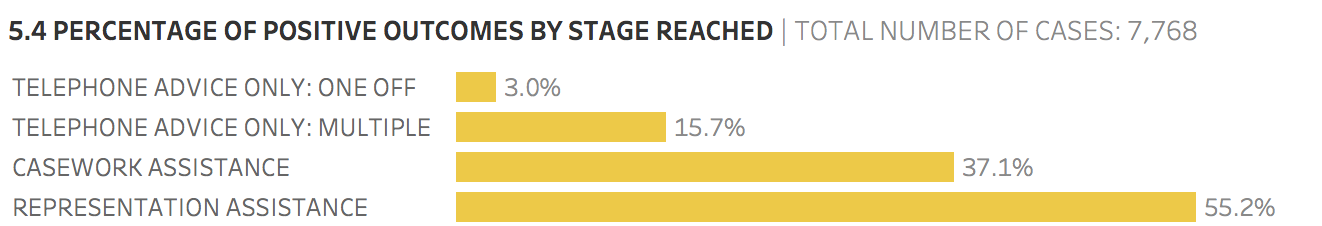 5.4 PERCENTAGE OF POSITIVE OUTCOMES BY STAGE REACHED | TOTAL NUMBER OF CASES: 7,768
TELEPHONE ADVICE ONLY: ONE OFF 3.0%
TELEPHONE ADVICE ONLY: MULTIPLE 15.7%
CASEWORK ASSISTANCE 37.1%
REPRESENTATION ASSISTANCE 55.2%